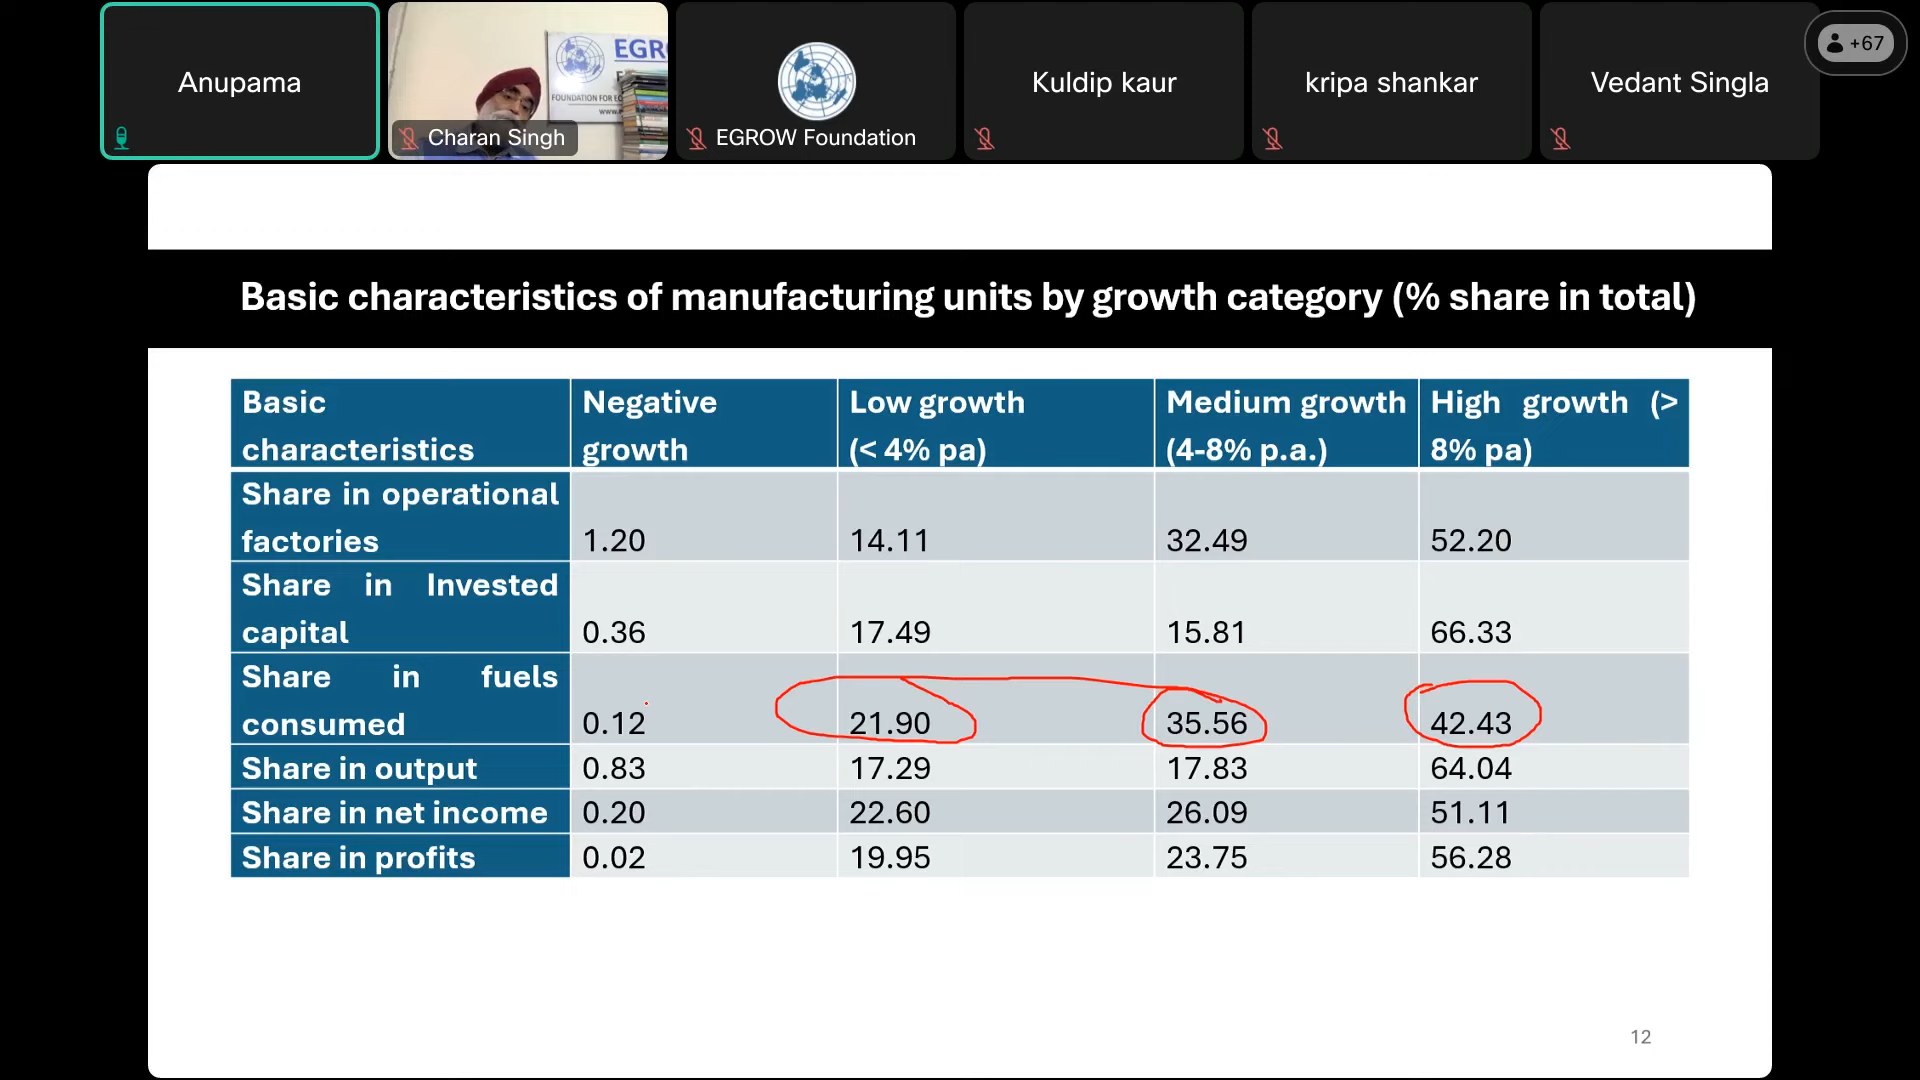 Anupama
Charan Singh
EGR
FOUNDATION FOR
EGROW Foundation
Kuldip kaur
kripa shankar
Vedant Singla
+67
Basic characteristics of manufacturing units by growth category (% share in total)
Basic characteristics
Negative growth
Low growth (< 4% pa)
Medium growth (4-8% p.a.)
High growth (> 8% pa)
Share in operational factories
1.20
14.11
32.49
52.20
Share in Invested capital
0.36
17.49
15.81
66.33
Share in fuels consumed
0.12
21.90
35.56
42.43
Share in output
0.83
17.29
17.83
64.04
Share in net income
0.20
22.60
26.09
51.11
Share in profits
0.02
19.95
23.75
56.28
12